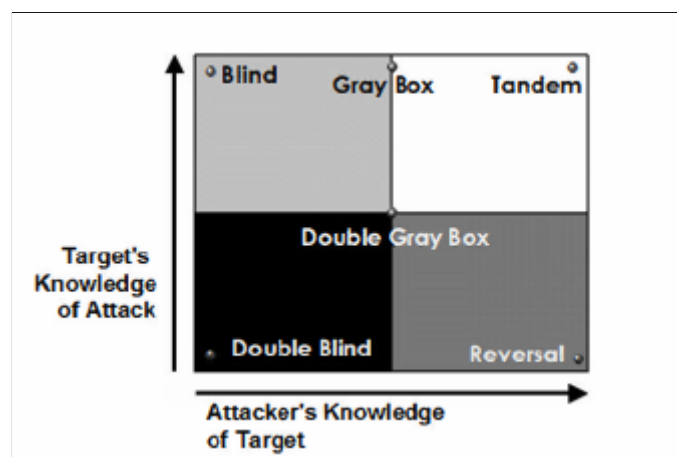 Blind
Gray Box
Tandem
Double Gray Box
Target's
Knowledge
of Attack
Double Blind
Reversal
Attacker's Knowledge
of Target